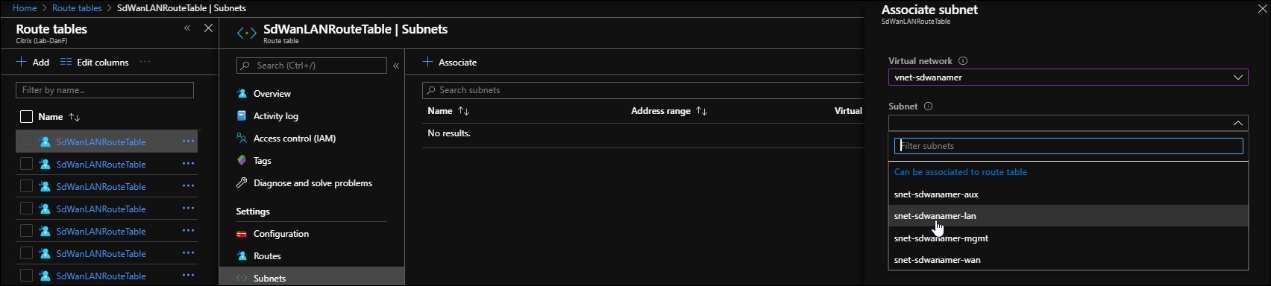 Home > Route tables > SdWanLANRouteTable | Subnets
Route tables
Citrix (Lab-DanF)
Add
Edit columns
Filter by name...
Name
SdWanLANRouteTable
SdWanLANRouteTable
SdWanLANRouteTable
SdWanLANRouteTable
SdWanLANRouteTable
SdWanLANRouteTable
SdWanLANRouteTable
SdWanLANRouteTable | Subnets
Route table
Search (Ctrl+/)
Overview
Activity log
Access control (IAM)
Tags
Diagnose and solve problems
Settings
Configuration
Routes
Subnets
Associate
Search subnets
Name
Address range
Virtual
No results.
Associate subnet
SdWanLANRouteTable
Virtual network
vnet-sdwanamer
Subnet
Filter subnets
Can be associated to route table
snet-sdwanamer-aux
snet-sdwanamer-lan
snet-sdwanamer-mgmt
snet-sdwanamer-wan